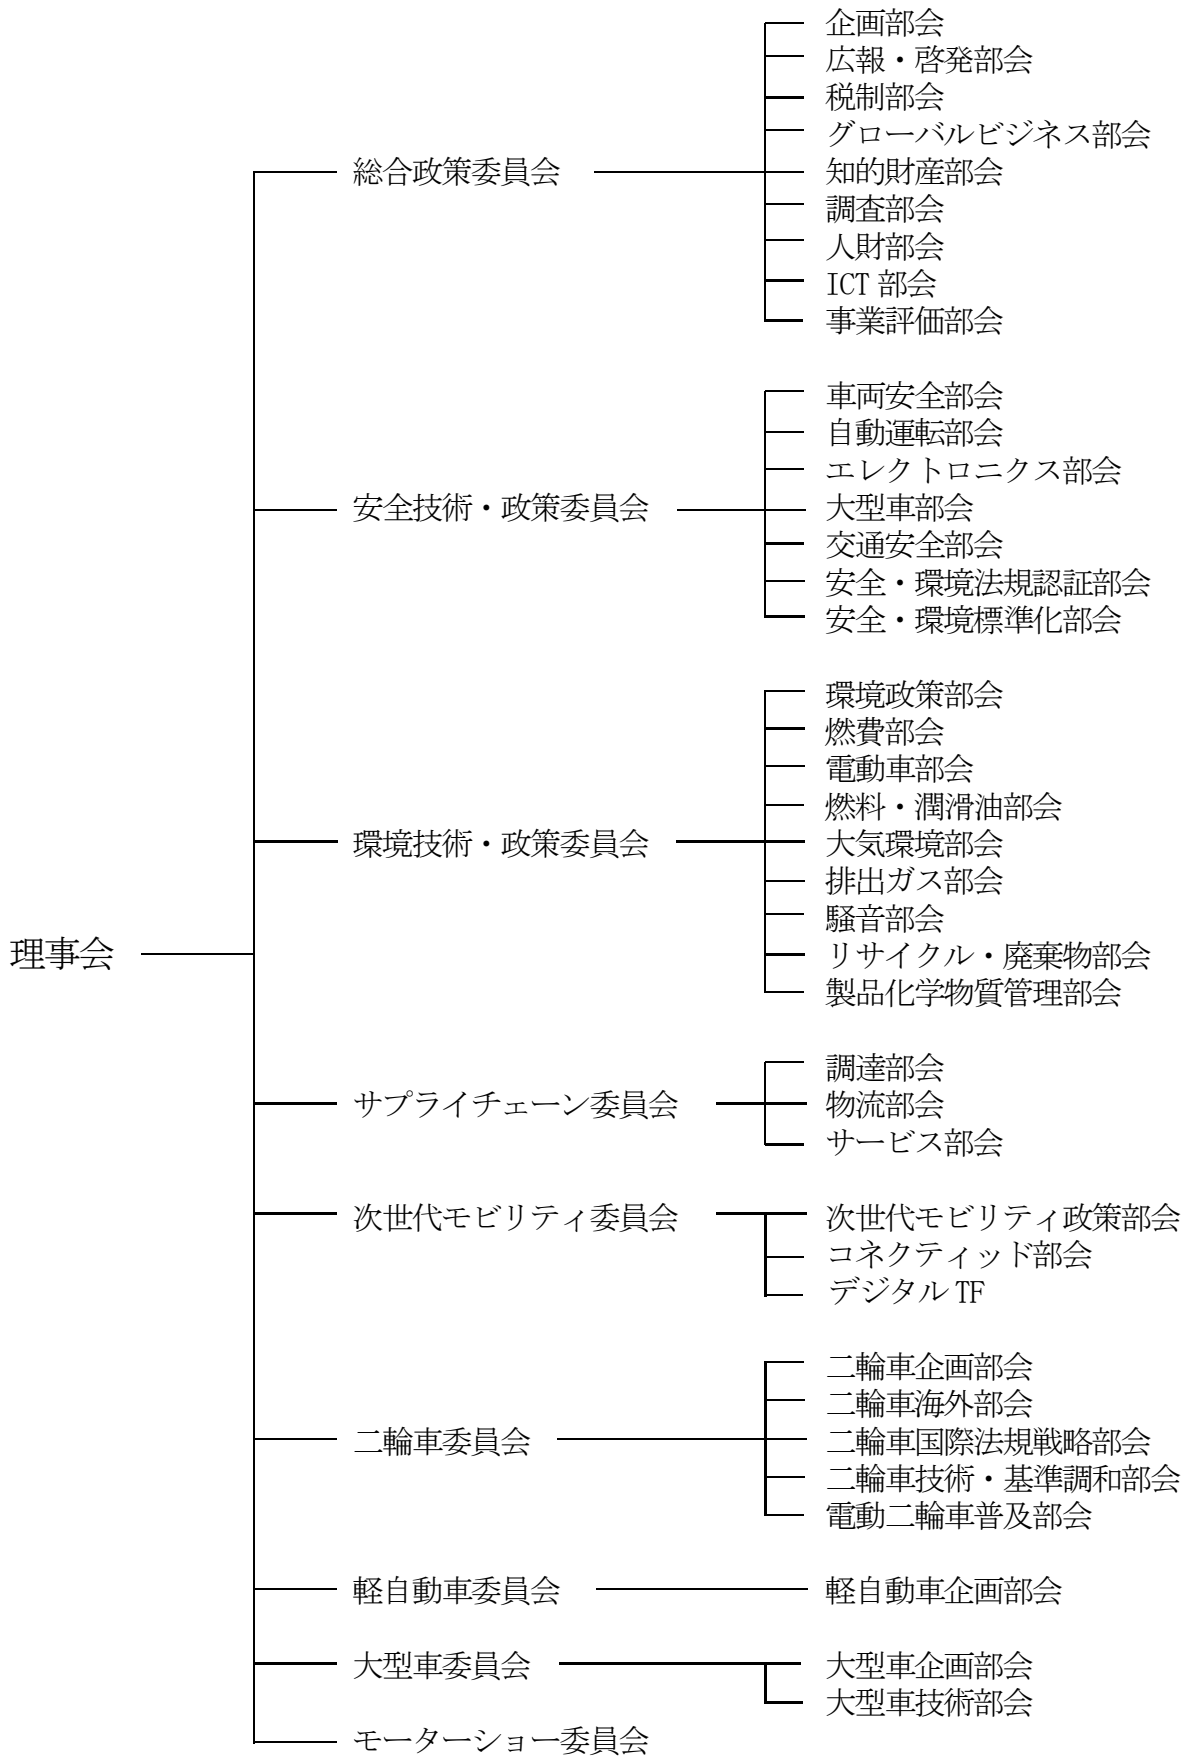 理事会
総合政策委員会
企画部会
広報・啓発部会
税制部会
グローバルビジネス部会
知的財産部会
調査部会
人財部会
ICT 部会
事業評価部会
安全技術・政策委員会
車両安全部会
自動運転部会
エレクトロニクス部会
大型車部会
交通安全部会
安全・環境法規認証部会
安全・環境標準化部会
環境技術・政策委員会
環境政策部会
燃費部会
電動車部会
燃料・潤滑油部会
大気環境部会
排出ガス部会
騒音部会
リサイクル・廃棄物部会
製品化学物質管理部会
サプライチェーン委員会
調達部会
物流部会
サービス部会
次世代モビリティ委員会
次世代モビリティ政策部会
コネクティッド部会
デジタル TF
二輪車委員会
二輪車企画部会
二輪車海外部会
二輪車国際法規戦略部会
二輪車技術・基準調和部会
電動二輪車普及部会
軽自動車委員会
軽自動車企画部会
大型車委員会
大型車企画部会
大型車技術部会
モーターショー委員会